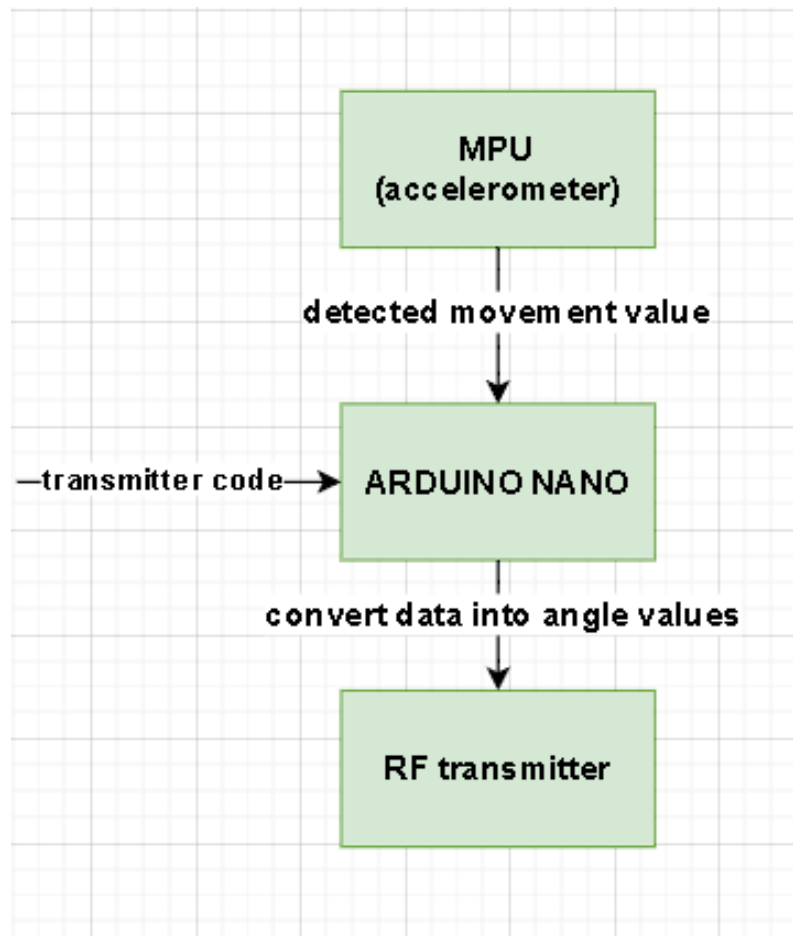 MPU
(accelerometer)
detected movement value
transmitter code
ARDUINO NANO
convert data into angle values
RF transmitter